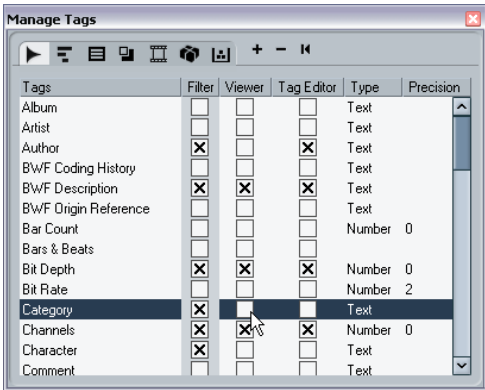 Manage Tags
Tags Filter Viewer Tag Editor Type Precision
Album Text
Artist Text
Author Text
BWF Coding History Text
BWF Description Text
BWF Origin Reference Text
Bar Count Number 0
Bars & Beats
Bit Depth Number 0
Bit Rate Number 2
Category Text
Channels Number 0
Character Text
Comment Text